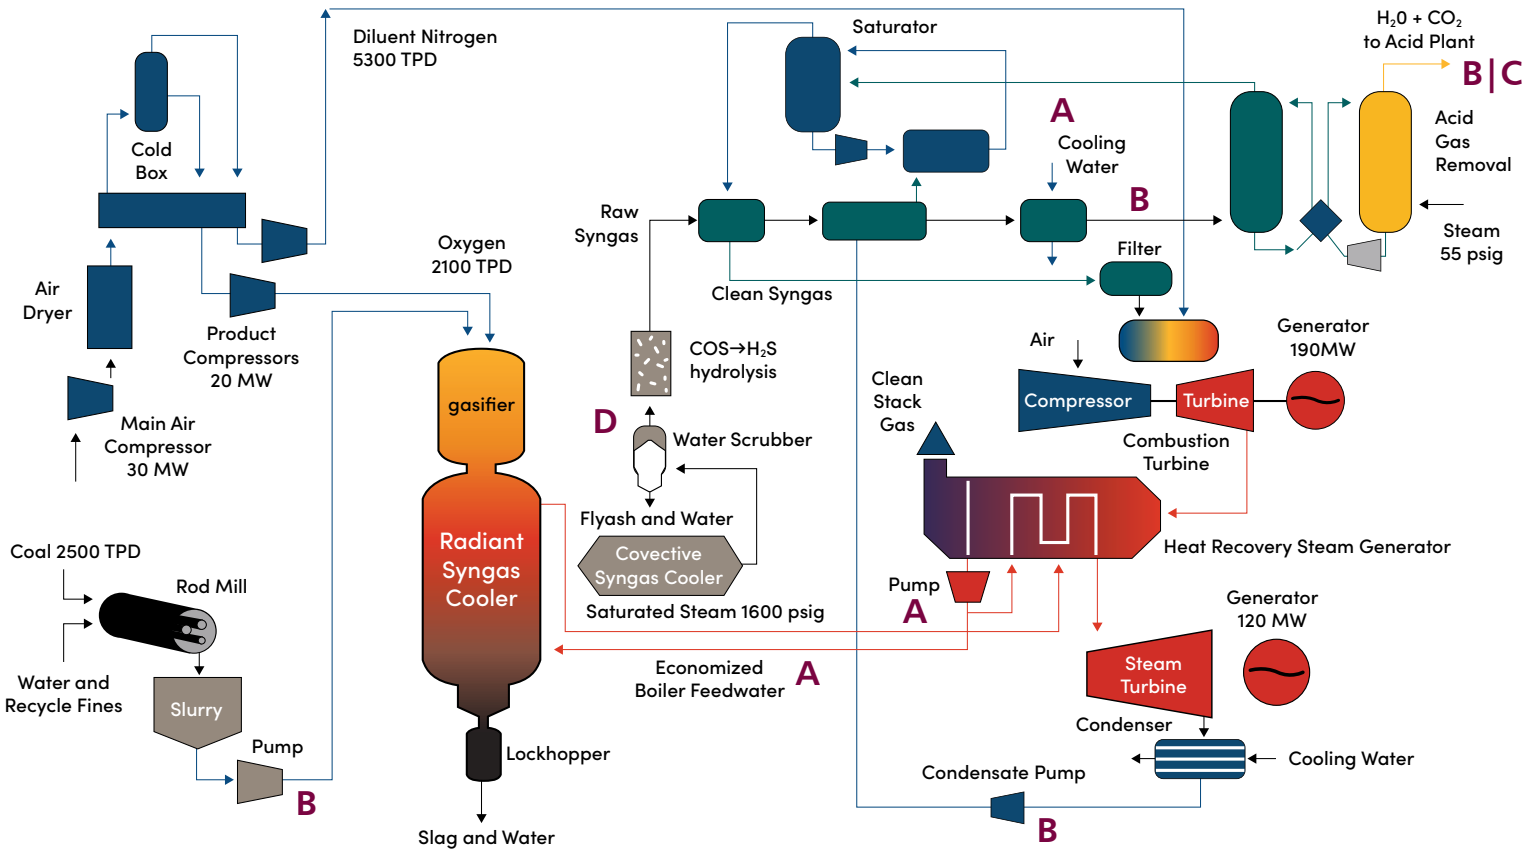 Diluent Nitrogen
5300 TPD
Saturator
H₂0 + CO₂
to Acid Plant
B|C
A
Cooling
Water
Acid
Gas
Removal
Cold
Box
B
Raw
Syngas
Steam
55 psig
Filter
Oxygen
2100 TPD
Clean Syngas
Air
Dryer
Product
Compressors
20 MW
COS→H₂S
hydrolysis
Air
Generator
190MW
Clean
Stack
Gas
gasifier
Compressor
Turbine
Main Air
Compressor
30 MW
D
Water Scrubber
Combustion
Turbine
Flyash and Water
Radiant
Syngas
Cooler
Covective
Syngas Cooler
Heat Recovery Steam Generator
Coal 2500 TPD
Rod Mill
Saturated Steam 1600 psig
Pump
A
Generator
120 MW
Water and
Recycle Fines
Slurry
Economized
Boiler Feedwater
A
Steam
Turbine
Condenser
Pump
B
Lockhopper
Cooling Water
Condensate Pump
B
Slag and Water